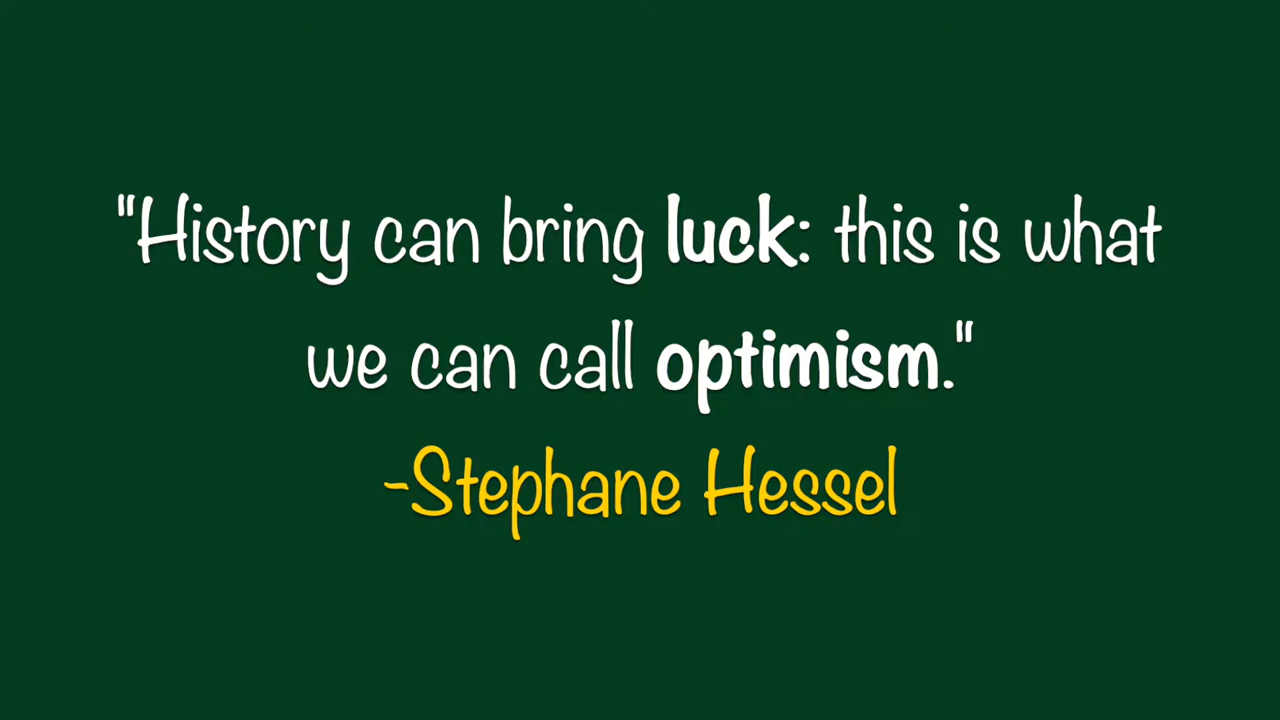 "History can bring luck: this is what
we can call optimism."
-Stephane Hessel